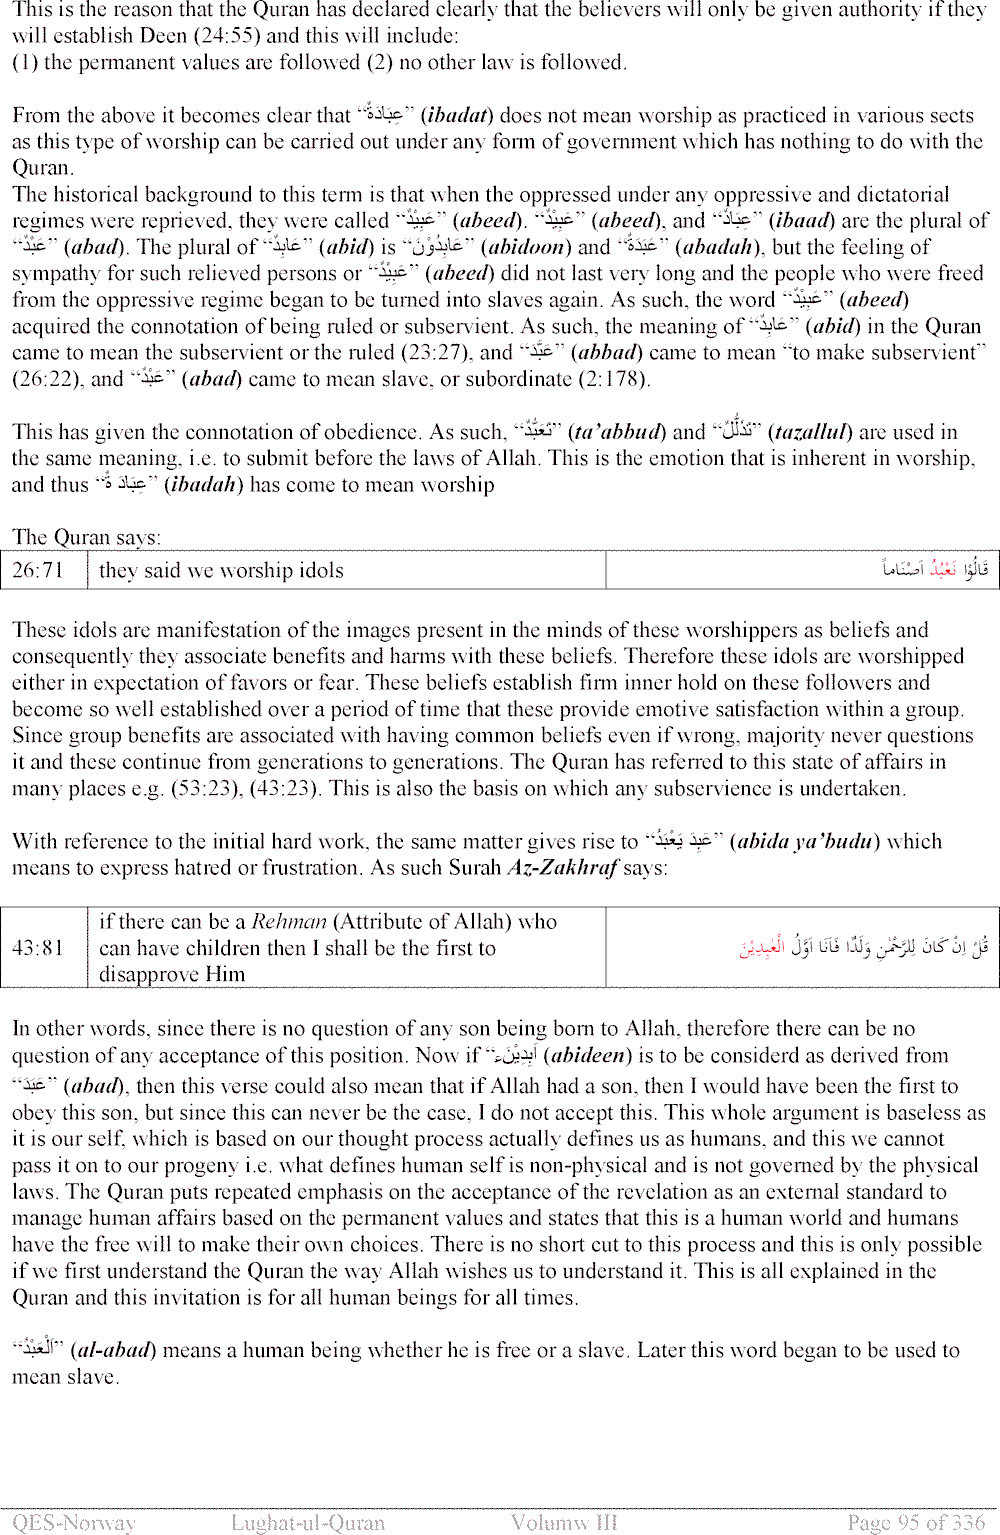 This is the reason that the Quran has declared clearly that the believers will only be given authority if they
will establish Deen (24:55) and this will include:
(1) the permanent values are followed (2) no other law is followed.
From the above it becomes clear that “عِبَادَةٌ” (ibadat) does not mean worship as practiced in various sects
as this type of worship can be carried out under any form of government which has nothing to do with the
Quran.
The historical background to this term is that when the oppressed under any oppressive and dictatorial
regimes were reprieved, they were called “عَبِيْدٌ” (abeed). “عَبِيْدٌ” (abeed), and “عِبَادٌ” (ibaad) are the plural of
“عَبْدٌ” (abad). The plural of “عَابِدٌ” (abid) is “عَابِدُوْنَ” (abidoon) and “عَبَدَةٌ” (abadah), but the feeling of
sympathy for such relieved persons or “عَبِيْدٌ” (abeed) did not last very long and the people who were freed
from the oppressive regime began to be turned into slaves again. As such, the word “عَبِيْدٌ” (abeed)
acquired the connotation of being ruled or subservient. As such, the meaning of “عَابِدٌ” (abid) in the Quran
came to mean the subservient or the ruled (23:27), and “عَبَّدَ” (abbad) came to mean “to make subservient”
(26:22), and “عَبْدٌ” (abad) came to mean slave, or subordinate (2:178).
This has given the connotation of obedience. As such, “تَعَبُّدٌ” (ta’abbud) and “تَذَلُّلٌ” (tazallul) are used in
the same meaning, i.e. to submit before the laws of Allah. This is the emotion that is inherent in worship,
and thus “عِبَادَ ةٌ” (ibadah) has come to mean worship
The Quran says:
26:71 they said we worship idols قَالُوْا نَعْبُدُ اَصْنَاماً
These idols are manifestation of the images present in the minds of these worshippers as beliefs and
consequently they associate benefits and harms with these beliefs. Therefore these idols are worshipped
either in expectation of favors or fear. These beliefs establish firm inner hold on these followers and
become so well established over a period of time that these provide emotive satisfaction within a group.
Since group benefits are associated with having common beliefs even if wrong, majority never questions
it and these continue from generations to generations. The Quran has referred to this state of affairs in
many places e.g. (53:23), (43:23). This is also the basis on which any subservience is undertaken.
With reference to the initial hard work, the same matter gives rise to “عَبِدَ يَعْبَدُ” (abida ya’budu) which
means to express hatred or frustration. As such Surah Az-Zakhraf says:
if there can be a Rehman (Attribute of Allah) who
43:81 can have children then I shall be the first to قُلْ اِنْ كَانَ لِلرَّحْمٰنِ وَلَدًا فَاَنَا اَوَّلُ الْعٰبِدِيْنَ
disapprove Him
In other words, since there is no question of any son being born to Allah, therefore there can be no
question of any acceptance of this position. Now if “ءَابِدِيْنَ (abideen) is to be considerd as derived from
“عَبَدَ” (abad), then this verse could also mean that if Allah had a son, then I would have been the first to
obey this son, but since this can never be the case, I do not accept this. This whole argument is baseless as
it is our self, which is based on our thought process actually defines us as humans, and this we cannot
pass it on to our progeny i.e. what defines human self is non-physical and is not governed by the physical
laws. The Quran puts repeated emphasis on the acceptance of the revelation as an external standard to
manage human affairs based on the permanent values and states that this is a human world and humans
have the free will to make their own choices. There is no short cut to this process and this is only possible
if we first understand the Quran the way Allah wishes us to understand it. This is all explained in the
Quran and this invitation is for all human beings for all times.
“اَلْعَبْدُ” (al-abad) means a human being whether he is free or a slave. Later this word began to be used to
mean slave.
QES-Norway Lughat-ul-Quran Volumw III Page 95 of 336